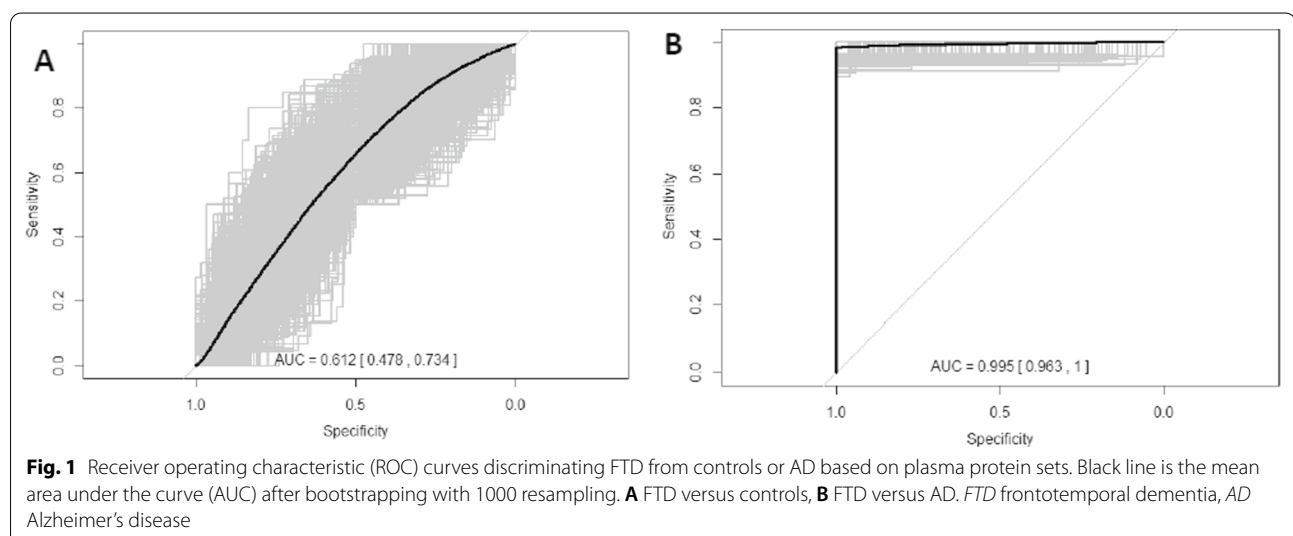 A
Sensitivity
0.0
0.2
0.4
0.6
0.8
AUC = 0.612 [ 0.478 , 0.734 ]
1.0
0.5
0.0
Specificity
B
Sensitivity
0.0
0.2
0.4
0.6
0.8
AUC = 0.995 [ 0.963 , 1 ]
1.0
0.5
0.0
Specificity
Fig. 1 Receiver operating characteristic (ROC) curves discriminating FTD from controls or AD based on plasma protein sets. Black line is the mean
area under the curve (AUC) after bootstrapping with 1000 resampling. A FTD versus controls, B FTD versus AD. FTD frontotemporal dementia, AD
Alzheimer's disease